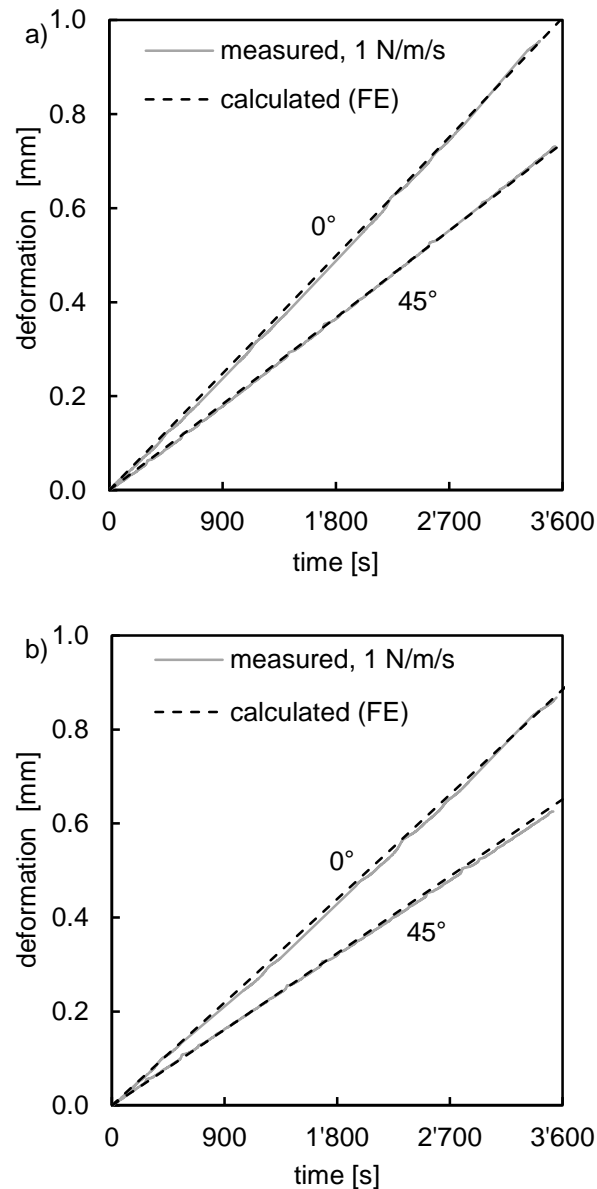 a)
1.0
measured, 1 N/m/s
0.8
calculated (FE)
deformation [mm]
0.6
0°
0.4
45°
0.2
0.0
0 900 1'800 2'700 3'600
time [s]
b)
1.0
measured, 1 N/m/s
calculated (FE)
0.8
deformation [mm]
0.6
0°
0.4
45°
0.2
0.0
0 900 1'800 2'700 3'600
time [s]